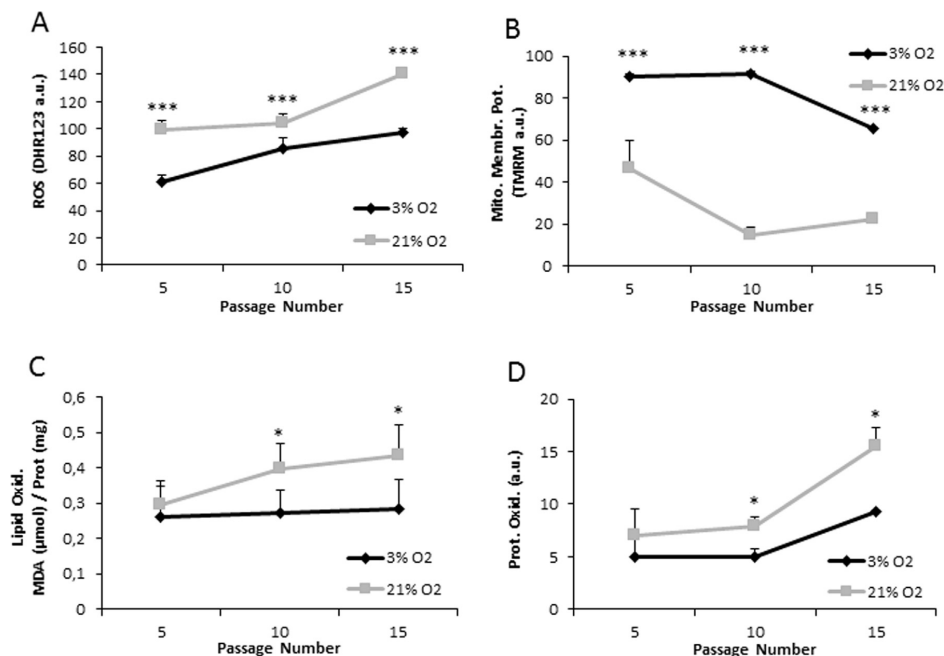 A
ROS (DHR123 a.u.)
160
140
120
100
80
60
40
20
0
***
***
***
3% O2
21% O2
5
10
15
Passage Number
B
Mito. Membr. Pot.
(TMRM a.u.)
100
80
60
40
20
0
***
***
***
3% O2
21% O2
5
10
15
Passage Number
C
Lipid Oxid.
MDA (µmol) / Prot (mg)
0,6
0,5
0,4
0,3
0,2
0,1
0
*
*
3% O2
21% O2
5
10
15
Passage Number
D
Prot. Oxid. (a.u.)
20
15
10
5
0
*
*
3% O2
21% O2
5
10
15
Passage Number